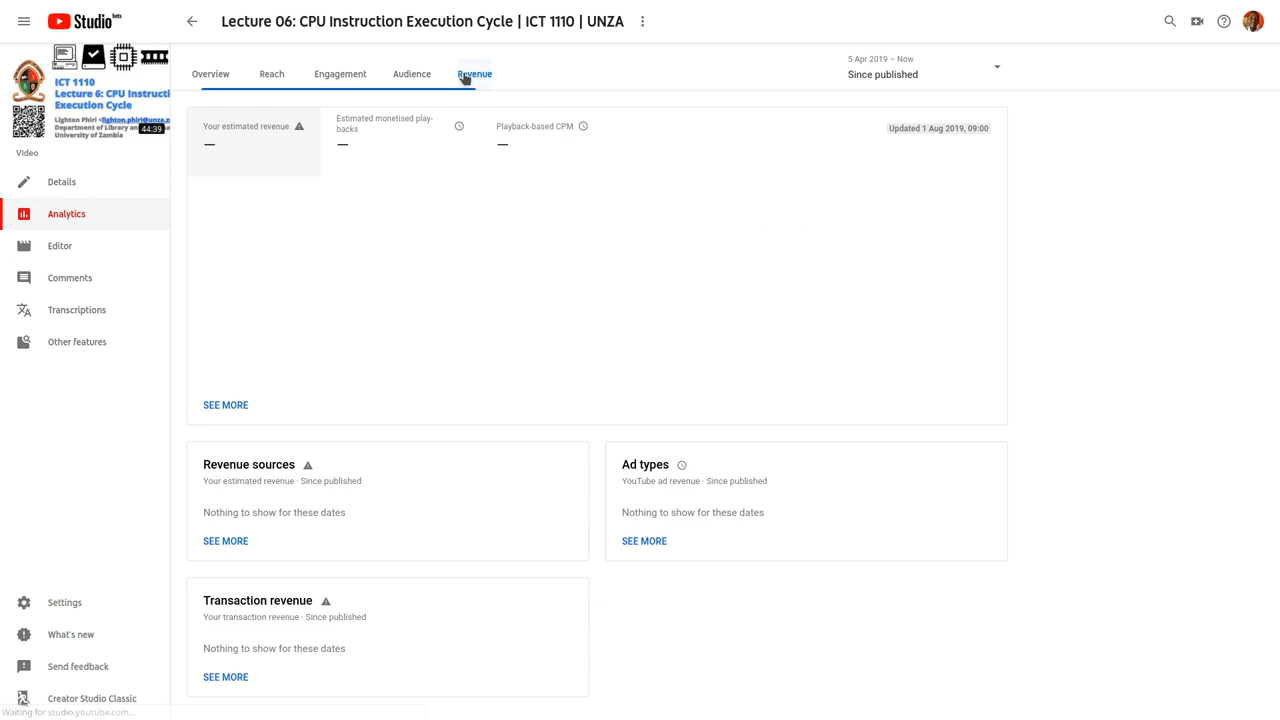 Studio beta
Lecture 06: CPU Instruction Execution Cycle | ICT 1110 | UNZA
ICT 1110
Lecture 6: CPU Instructi
Execution Cycle
Lighton Phiri <lighton.phiri@unza.z
Department of Library and
University of Zambia
44:39
Video
Details
Analytics
Editor
Comments
Transcriptions
Other features
Settings
What's new
Send feedback
Creator Studio Classic
Waiting for studio.youtube.com...
Overview
Reach
Engagement
Audience
Revenue
5 Apr 2019 – Now
Since published
Your estimated revenue
—
Estimated monetised play-
backs
—
Playback-based CPM
—
Updated 1 Aug 2019, 09:00
SEE MORE
Revenue sources
Your estimated revenue · Since published
Nothing to show for these dates
SEE MORE
Ad types
YouTube ad revenue · Since published
Nothing to show for these dates
SEE MORE
Transaction revenue
Your transaction revenue · Since published
Nothing to show for these dates
SEE MORE